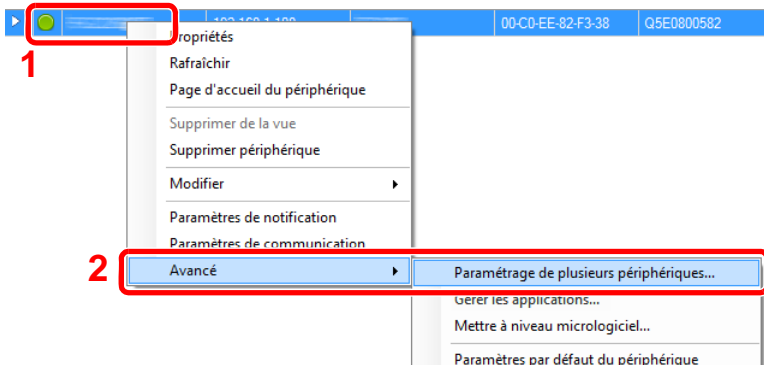 192.168.1.180 00-C0-EE-82-F3-38 Q5E0800582
1
Propriétés
Rafraîchir
Page d'accueil du périphérique
Supprimer de la vue
Supprimer périphérique
Modifier
Paramètres de notification
Paramètres de communication
2
Avancé
Paramétrage de plusieurs périphériques...
Gérer les applications...
Mettre à niveau micrologiciel...
Paramètres par défaut du périphérique